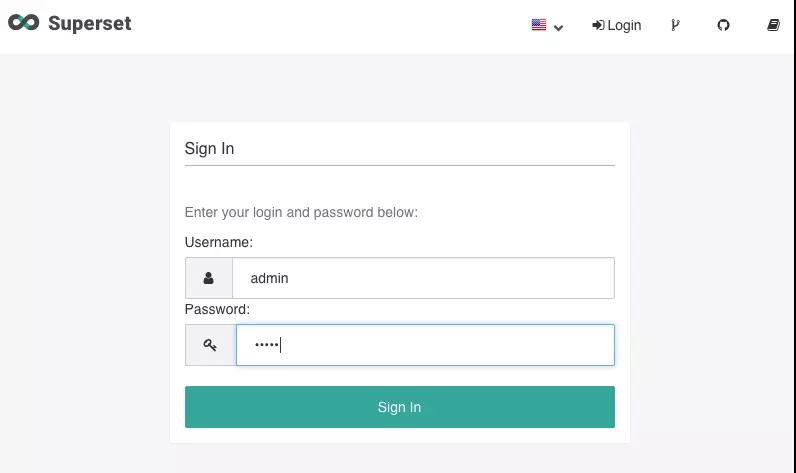 Superset
Login
Sign In
Enter your login and password below:
Username:
admin
Password:
•••••
Sign In